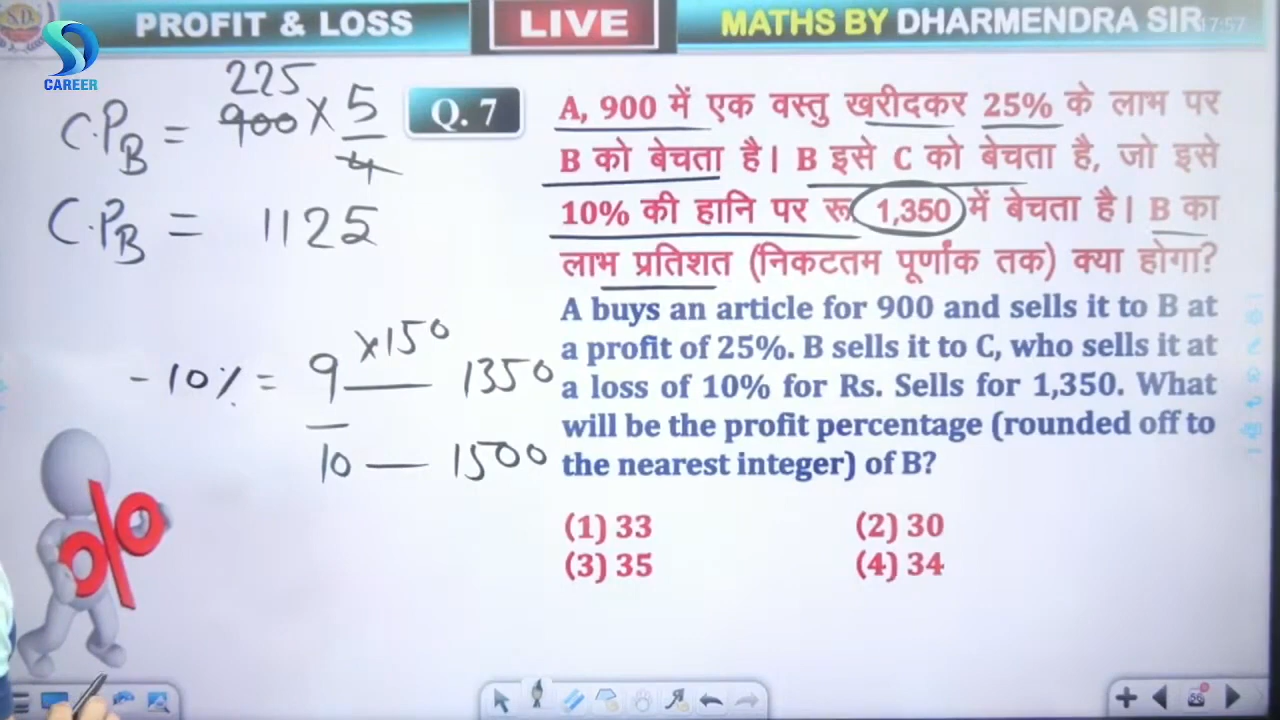 PROFIT & LOSS
LIVE
MATHS BY DHARMENDRA SIR
17:57
S.D.
CAREER
Q. 7
A, 900 में एक वस्तु खरीदकर 25% के लाभ पर
B को बेचता है। B इसे C को बेचता है, जो इसे
10% की हानि पर रू 1,350 में बेचता है। B का
लाभ प्रतिशत (निकटतम पूर्णांक तक) क्या होगा?
A buys an article for 900 and sells it to B at
a profit of 25%. B sells it to C, who sells it at
a loss of 10% for Rs. Sells for 1,350. What
will be the profit percentage (rounded off to
the nearest integer) of B?
(1) 33
(2) 30
(3) 35
(4) 34
225
C.P_B = 900 × 5/4
C.P_B = 1125
×150
-10% = 9 — 1350
10 — 1500
56